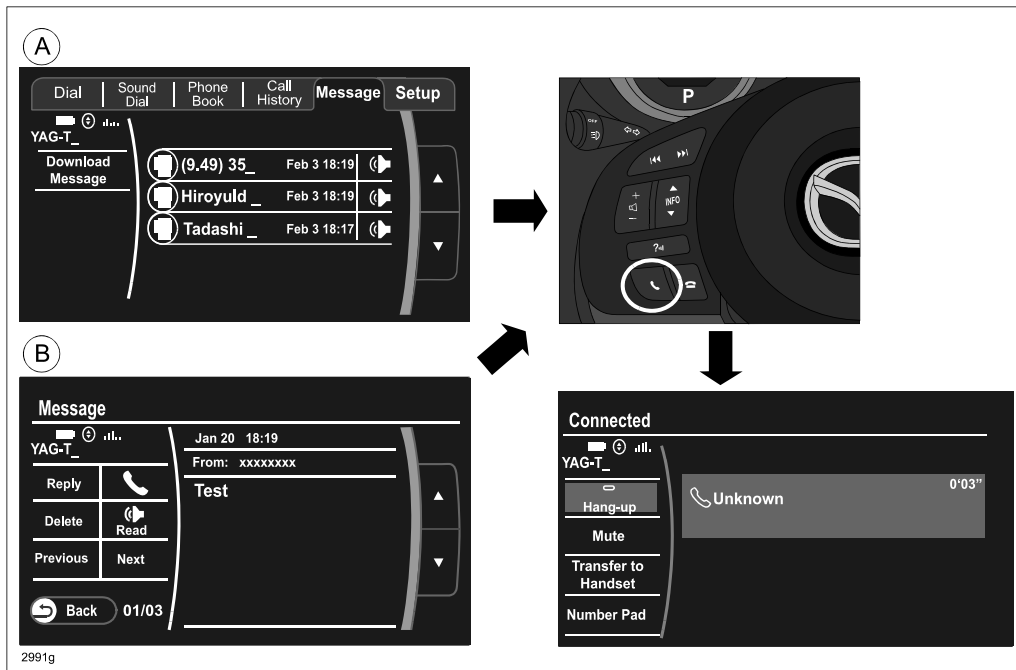 A
Dial
Sound
Dial
Phone
Book
Call
History
Message
Setup
YAG-T_
Download
Message
(9.49) 35_ Feb 3 18:19
Hiroyuld _ Feb 3 18:19
Tadashi _ Feb 3 18:17
P
OFF
+
INFO
−
?
B
Message
YAG-T_
Reply
Delete
Read
Previous
Next
Back
01/03
Jan 20 18:19
From: xxxxxxxx
Test
Connected
YAG-T_
Hang-up
Mute
Transfer to
Handset
Number Pad
Unknown
0‘03”
2991g